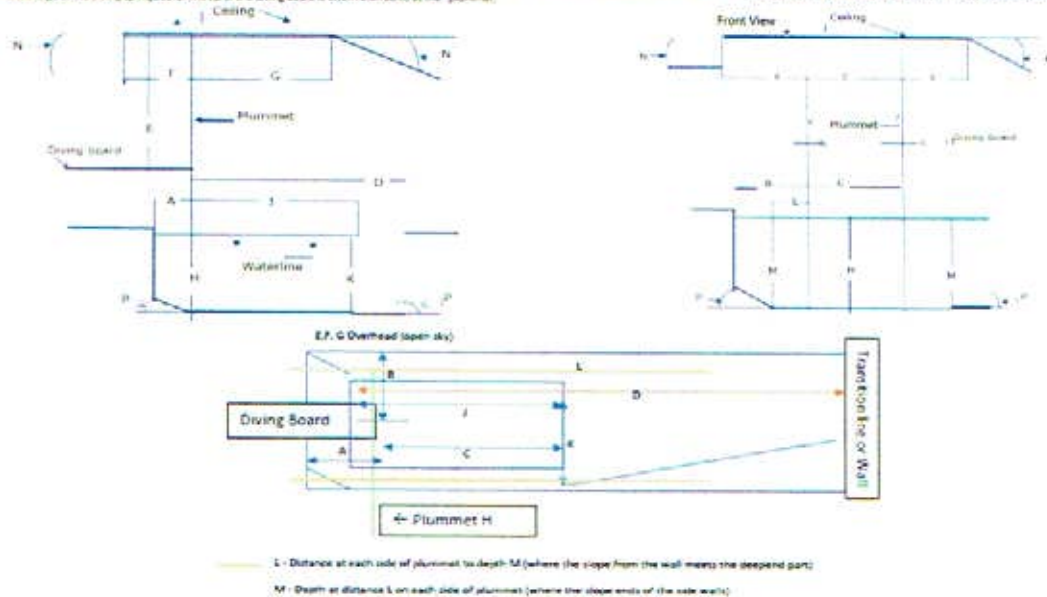 Ceiling
N
N
F
G
E
Plummet
Diving Board
D
A
J
Waterline
H
K
P
P
Front View
Ceiling
N
Plummet
Diving Board
B
C
L
M
H
M
P
P
E.F. G Overhead (open sky)
B
L
D
J
Diving Board
K
A
C
Transition line or Wall
← Plummet H
L - Distance at each side of plummet to depth M (where the slope from the wall meets the deepend part)
M - Depth at distance L on each side of plummet (where the slope ends of the side walls)